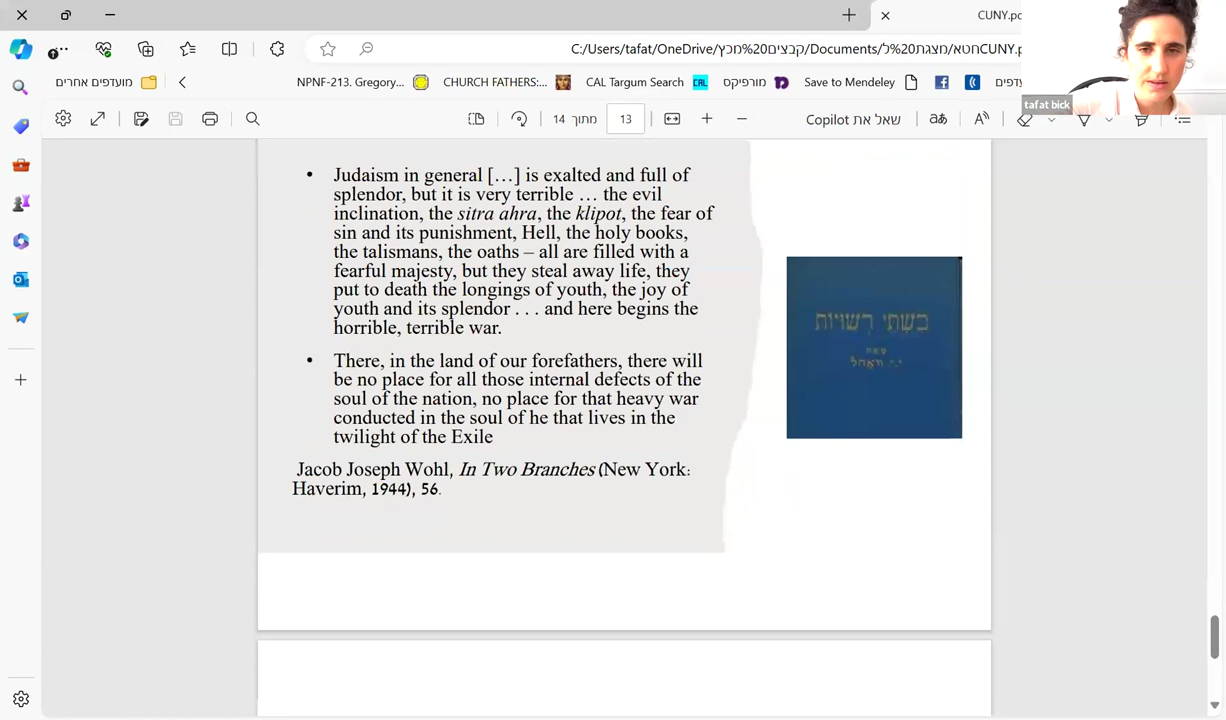 CUNY.pc
C:/Users/tafat/OneDrive/קבצים%20מכץ/Documents/מצגת%20ל/חטאCUNY.p
מועדפים אחרים
NPNF-213. Gregory...
CHURCH FATHERS:...
CAL Targum Search
CAL
מורפיקס
Save to Mendeley
tafat bick
מתוך 14
13
שאל את Copilot
• Judaism in general […] is exalted and full of
splendor, but it is very terrible … the evil
inclination, the sitra ahra, the klipot, the fear of
sin and its punishment, Hell, the holy books,
the talismans, the oaths – all are filled with a
fearful majesty, but they steal away life, they
put to death the longings of youth, the joy of
youth and its splendor . . . and here begins the
horrible, terrible war.
• There, in the land of our forefathers, there will
be no place for all those internal defects of the
soul of the nation, no place for that heavy war
conducted in the soul of he that lives in the
twilight of the Exile
Jacob Joseph Wohl, In Two Branches (New York:
Haverim, 1944), 56.
בשתי רשויות
מאת